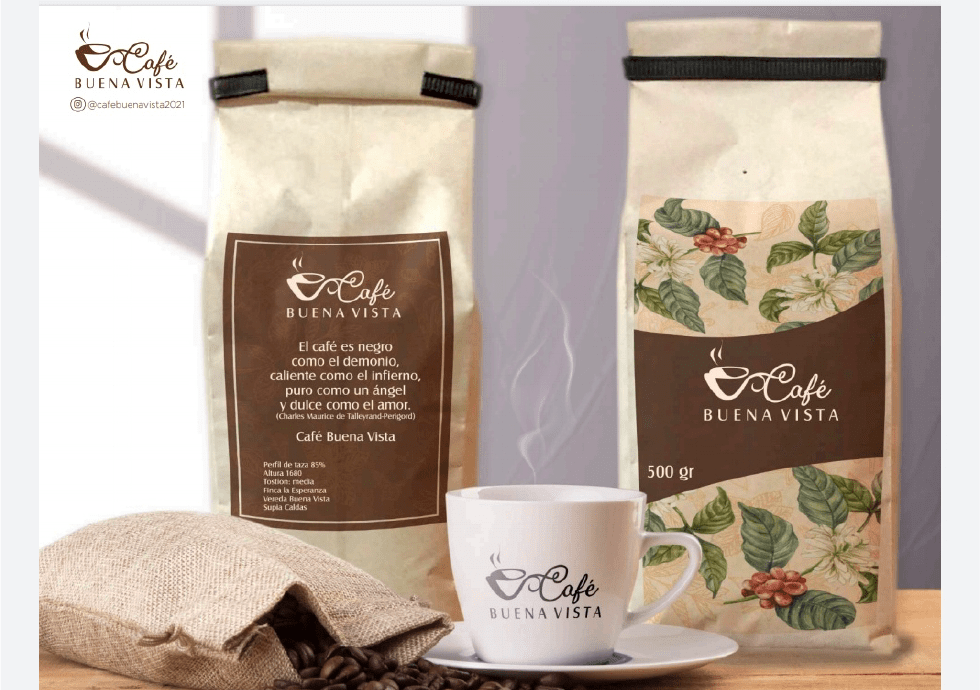 Café
BUENA VISTA
@cafebuenavista2021
Café
BUENA VISTA
El café es negro
como el demonio,
caliente como el infierno,
puro como un ángel
y dulce como el amor.
(Charles Maurice de Talleyrand-Perigord)
Café Buena Vista
Perfil de taza 85%
Altura 1680
Tostion: media
Finca la Esperanza
Vereda Buena Vista
Supia Caldas
Café
BUENA VISTA
500 gr
Café
BUENA VISTA